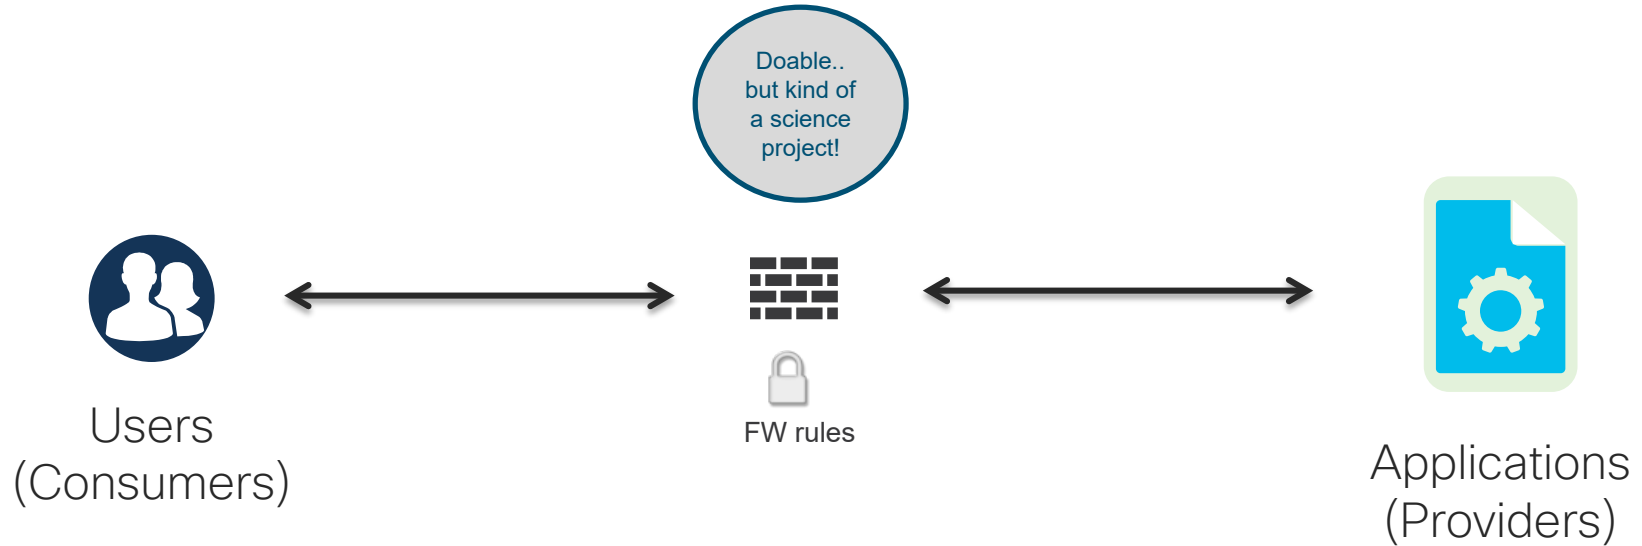 Doable..
but kind of
a science
project!
FW rules
Users
(Consumers)
Applications
(Providers)